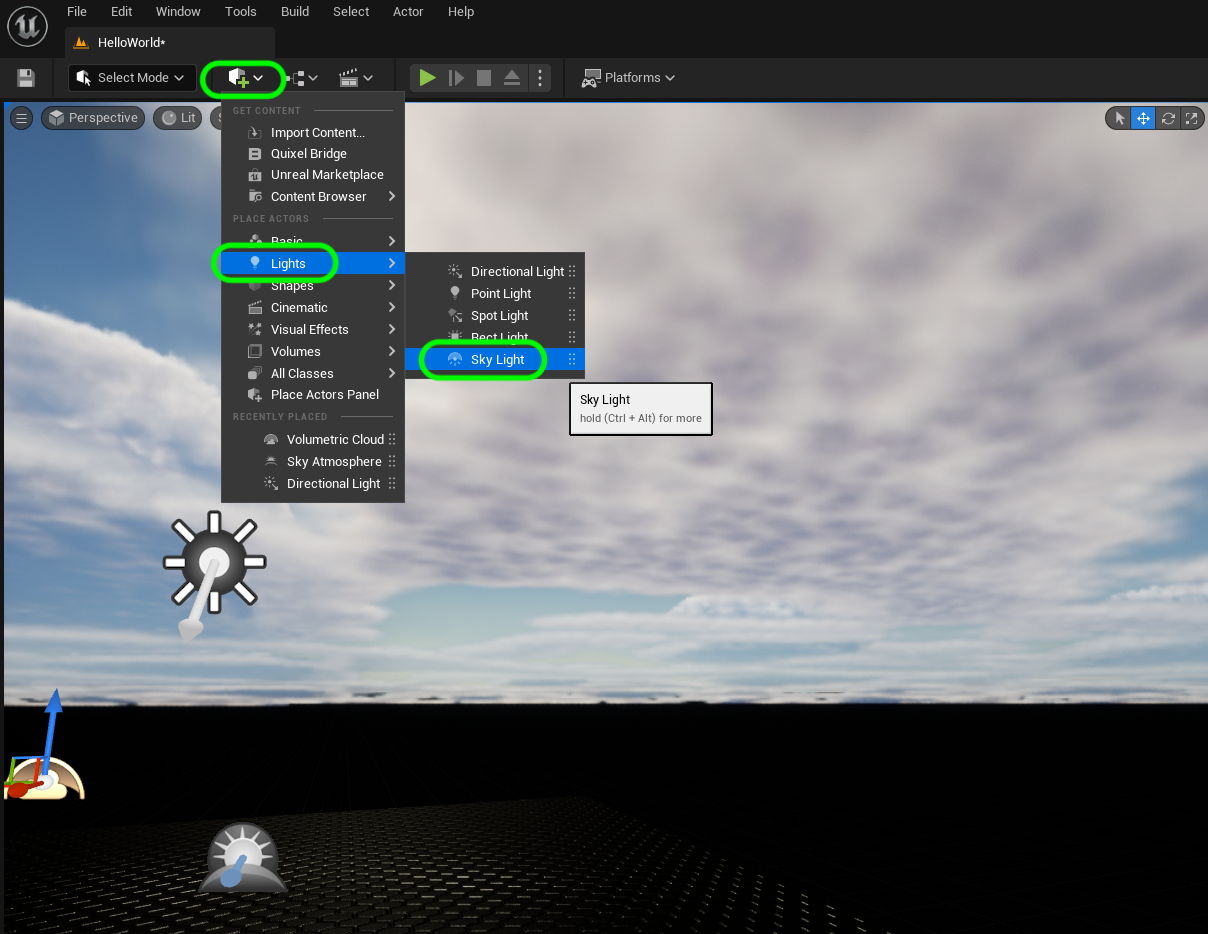 File Edit Window Tools Build Select Actor Help
HelloWorld*
Select Mode
Platforms
Perspective
Lit
GET CONTENT
Import Content...
Quixel Bridge
Unreal Marketplace
Content Browser
PLACE ACTORS
Basic
Lights
Shapes
Cinematic
Visual Effects
Volumes
All Classes
Place Actors Panel
RECENTLY PLACED
Volumetric Cloud
Sky Atmosphere
Directional Light
Directional Light
Point Light
Spot Light
Rect Light
Sky Light
Sky Light
hold (Ctrl + Alt) for more